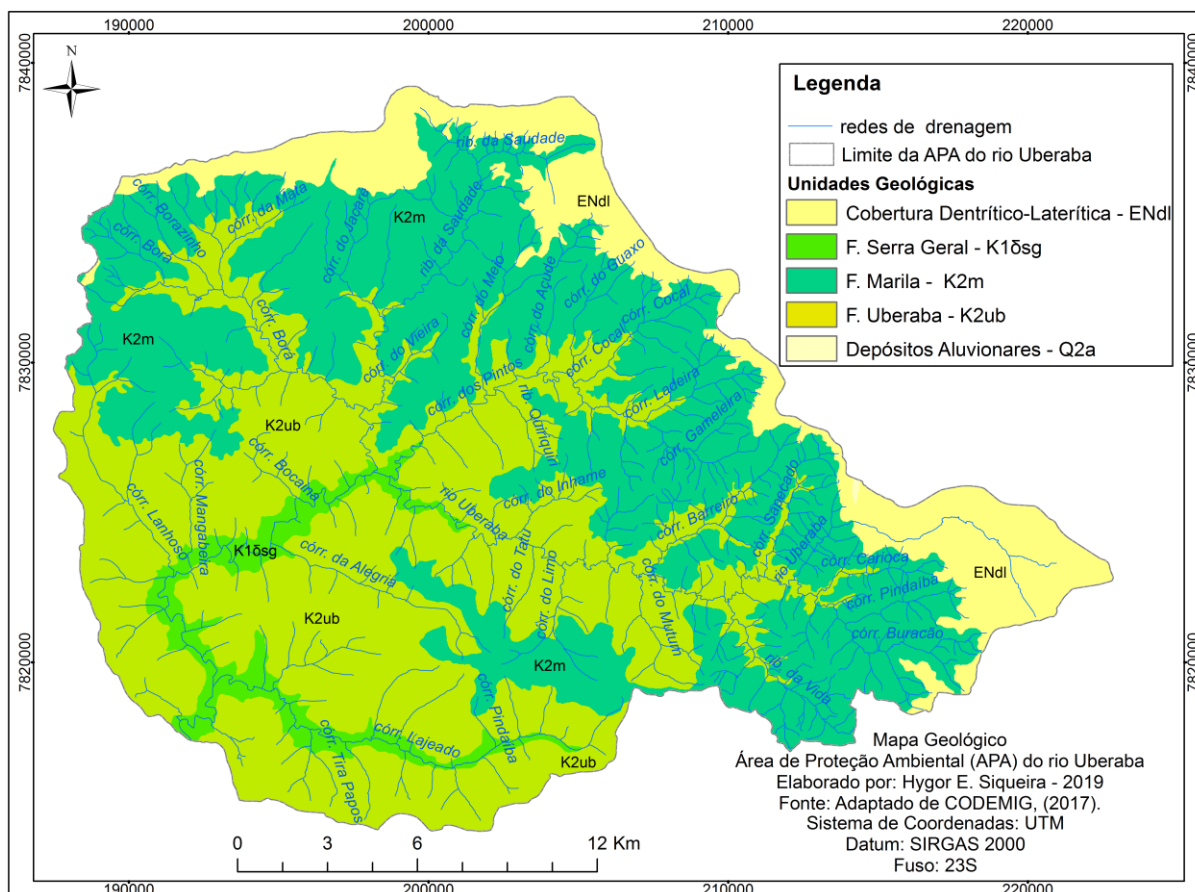 190000 200000 210000 220000
7840000 7840000
N
Legenda
redes de drenagem
Limite da APA do rio Uberaba
Unidades Geológicas
Cobertura Dentrítico-Laterítica - ENdl
F. Serra Geral - K1δsg
F. Marila - K2m
F. Uberaba - K2ub
Depósitos Aluvionares - Q2a
rib. da Saudade
ENdl
córr. da Mata
córr. Borazinho
córr. Borá
córr. do Jacaré
K2m
rib. da Saudade
córr. do Meio
córr. do Açude
córr. do Guaxo
córr. Cocal
córr. Cocal
K2m
córr. Borá
córr. do Vieira
7830000 7830000
córr. dos Pintos
rib. Quiriquiri
córr. Ladeira
córr. Gameleira
K2ub
córr. Bocaina
córr. Mangabeira
córr. Lanhoso
córr. do Inhame
rio Uberaba
córr. Barreiro
córr. Sapecado
rio Uberaba
K1δsg
córr. da Alegria
córr. do Tatu
córr. do Limo
córr. do Mutum
córr. Carioca
córr. Pindaíba
ENdl
K2ub
córr. Buracão
K2m
7820000 7820000
rib. da Vida
córr. Pindaíba
córr. Lajeado
córr. Tira Papos
K2ub
Mapa Geológico
Área de Proteção Ambiental (APA) do rio Uberaba
Elaborado por: Hygor E. Siqueira - 2019
Fonte: Adaptado de CODEMIG, (2017).
Sistema de Coordenadas: UTM
Datum: SIRGAS 2000
Fuso: 23S
0 3 6 12 Km
190000 200000 210000 220000